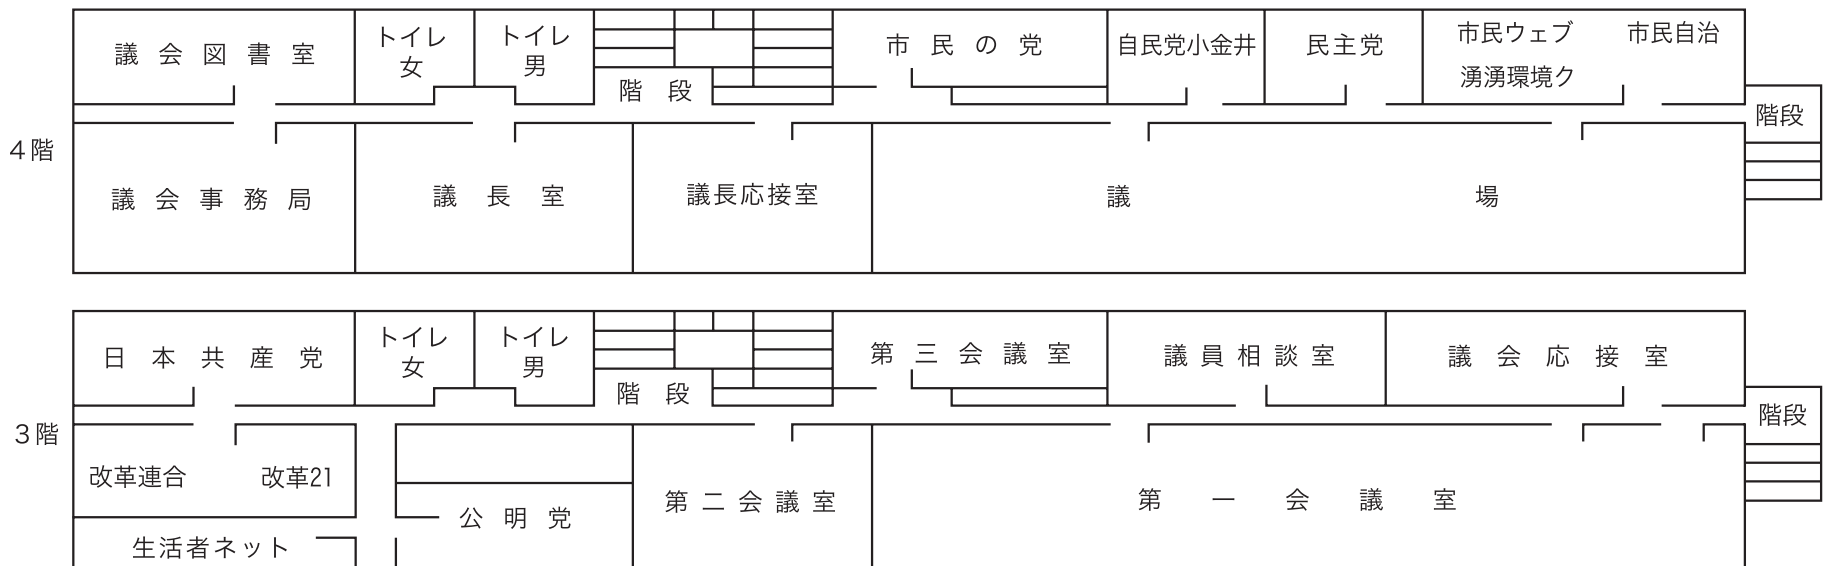 議会図書室
トイレ
女
トイレ
男
階段
市民の党
自民党小金井
民主党
市民ウェブ
湧湧環境ク
市民自治
階段
4階
議会事務局
議長室
議長応接室
議場
日本共産党
トイレ
女
トイレ
男
階段
第三会議室
議員相談室
議会応接室
階段
3階
改革連合
改革21
生活者ネット
公明党
第二会議室
第一会議室